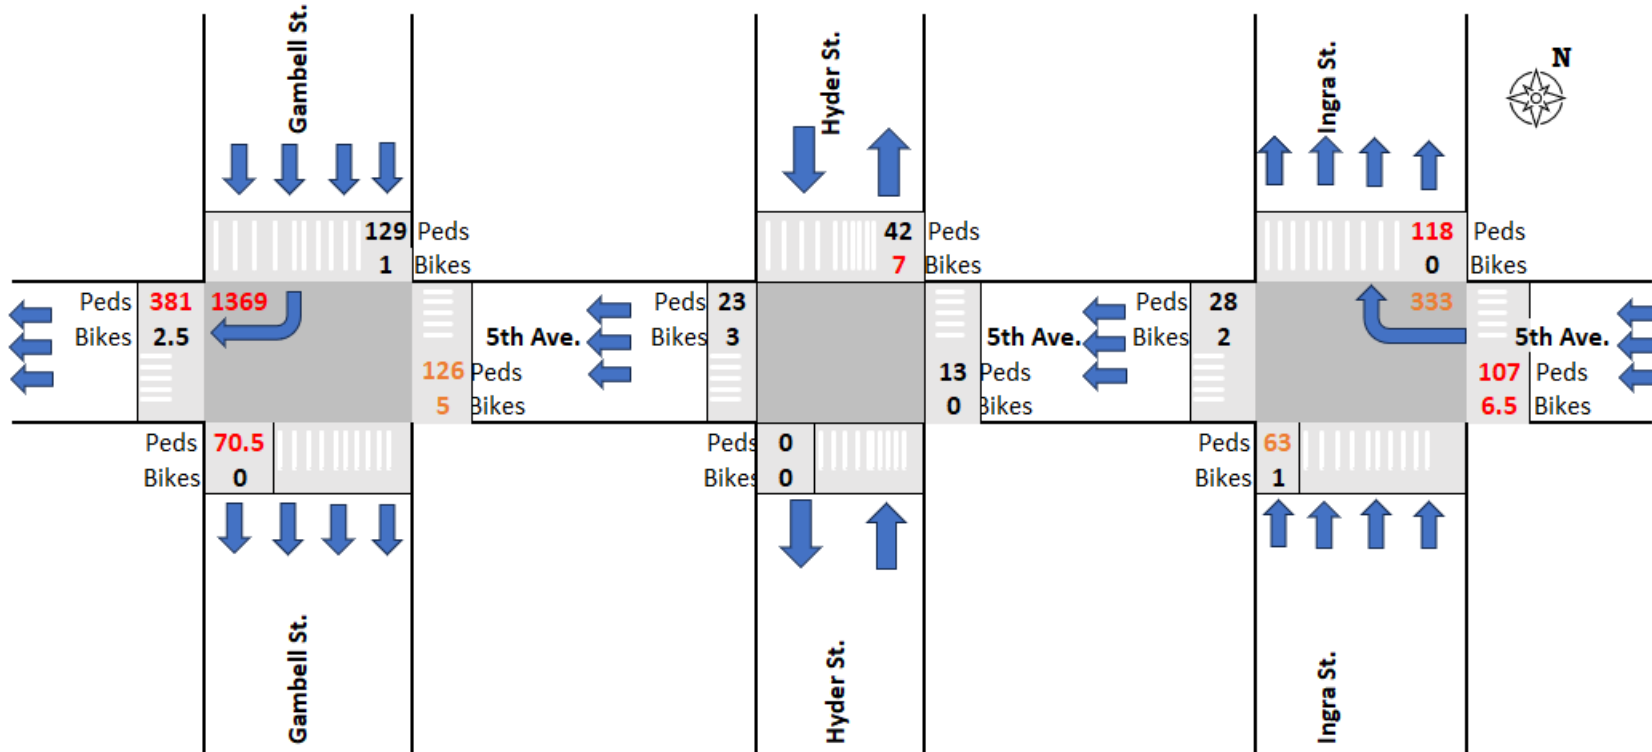 Gambell St.
Hyder St.
Ingra St.
N
129 Peds
1 Bikes
42 Peds
7 Bikes
118 Peds
0 Bikes
Peds 381 1369
Bikes 2.5
5th Ave.
126 Peds
5 Bikes
Peds 23
Bikes 3
5th Ave.
13 Peds
0 Bikes
Peds 28
Bikes 2
333
5th Ave.
107 Peds
6.5 Bikes
Peds 70.5
Bikes 0
Peds 0
Bikes 0
Peds 63
Bikes 1
Gambell St.
Hyder St.
Ingra St.